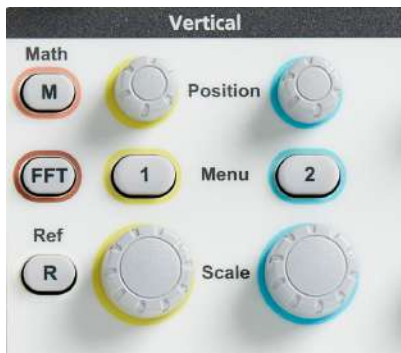 Vertical
Math
M
Position
FFT
1
Menu
2
Ref
R
Scale